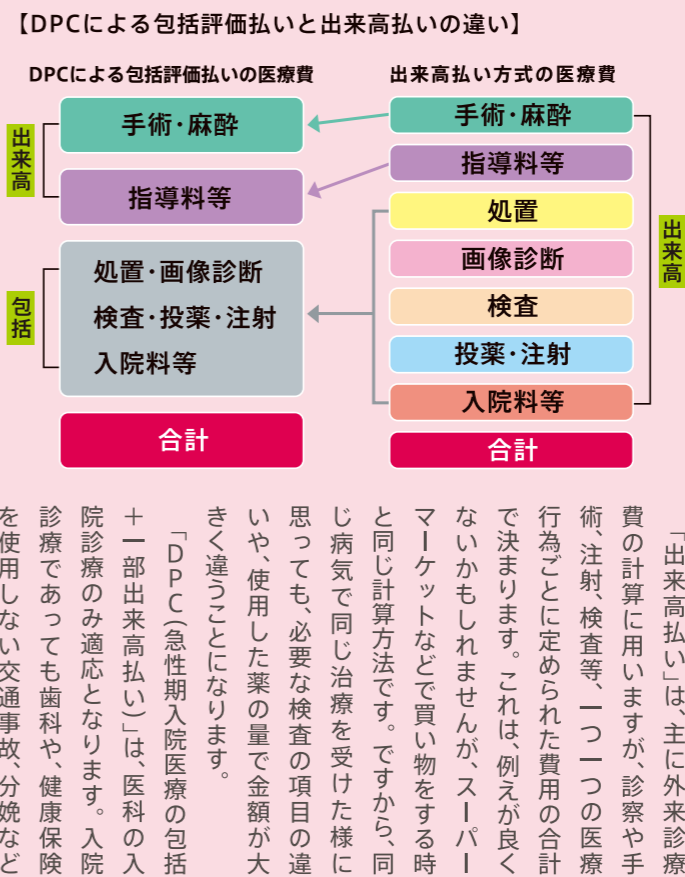 【DPCによる包括評価払いと出来高払いの違い】
DPCによる包括評価払いの医療費
出来高
手術・麻酔
指導料等
包括
処置・画像診断
検査・投薬・注射
入院料等
合計
出来高払い方式の医療費
手術・麻酔
指導料等
処置
画像診断
検査
投薬・注射
入院料等
合計
出来高
「出来高払い」は、主に外来診療
費の計算に用いますが、診察や手
術、注射、検査等、一つ一つの医療
行為ごとに定められた費用の合計
で決まります。これは、例えが良く
ないかもしれませんが、スーパー
マーケットなどで買い物をする時
と同じ計算方法です。ですから、同
じ病気で同じ治療を受けた様に
思っても、必要な検査の項目の違
いや、使用した薬の量で金額が大
きく違うことになります。
「DPC(急性期入院医療の包括
＋一部出来高払い)」は、医科の入
院診療のみ適応となります。入院
診療であっても歯科や、健康保険
を使用しない交通事故、分娩など